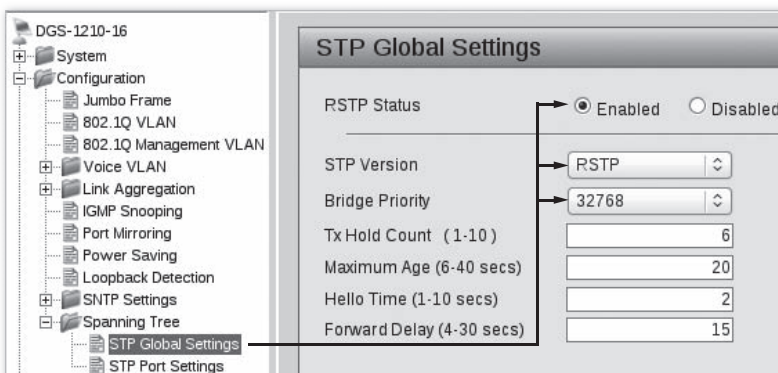 DGS-1210-16
System
Configuration
Jumbo Frame
802.1Q VLAN
802.1Q Management VLAN
Voice VLAN
Link Aggregation
IGMP Snooping
Port Mirroring
Power Saving
Loopback Detection
SNTP Settings
Spanning Tree
STP Global Settings
STP Port Settings
STP Global Settings
RSTP Status Enabled Disabled
STP Version RSTP
Bridge Priority 32768
Tx Hold Count (1-10) 6
Maximum Age (6-40 secs) 20
Hello Time (1-10 secs) 2
Forward Delay (4-30 secs) 15